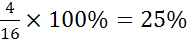 4/16 × 100% = 25%